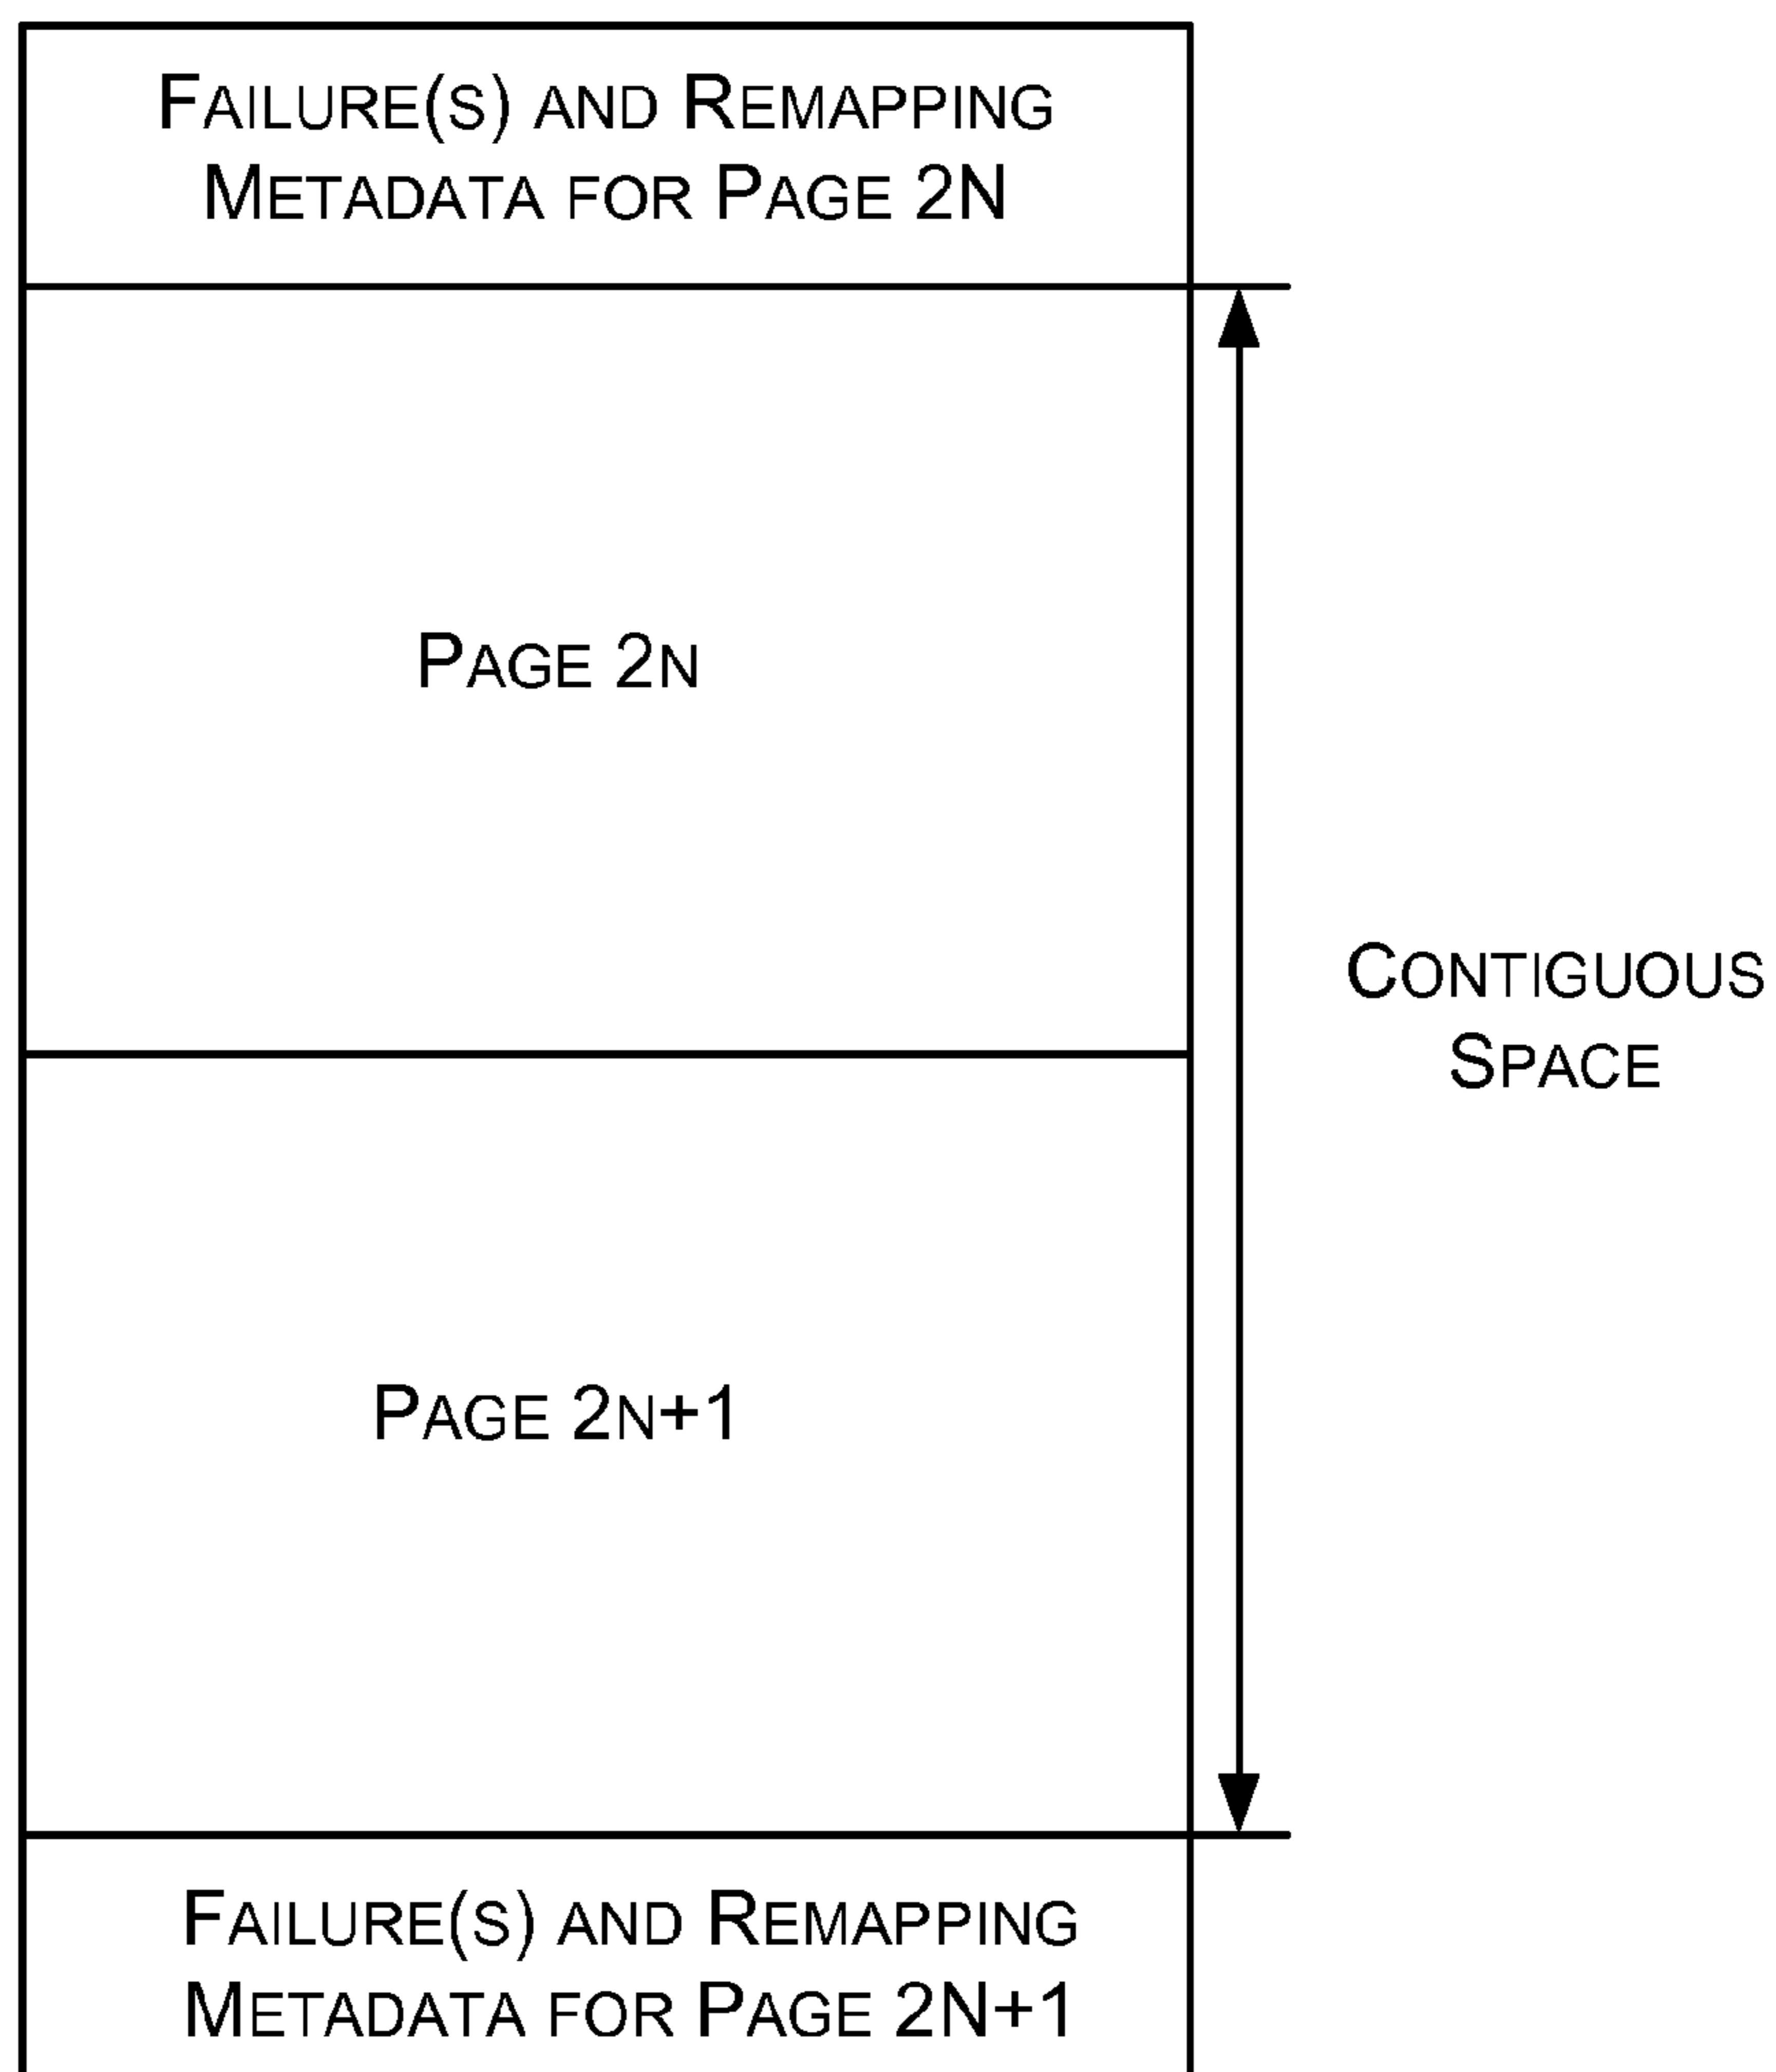 FAILURE(S) AND REMAPPING
METADATA FOR PAGE 2N
PAGE 2N
CONTIGUOUS
SPACE
PAGE 2N+1
FAILURE(S) AND REMAPPING
METADATA FOR PAGE 2N+1